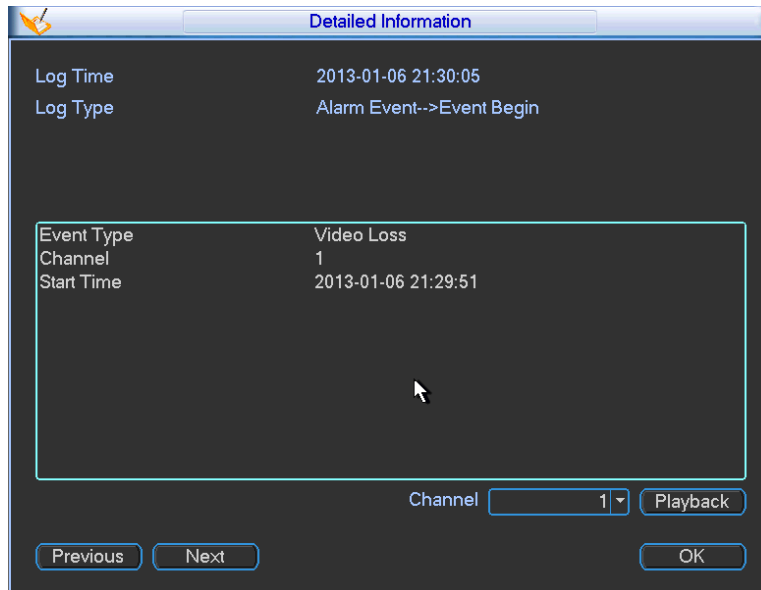 Detailed Information
Log Time 2013-01-06 21:30:05
Log Type Alarm Event-->Event Begin
Event Type Video Loss
Channel 1
Start Time 2013-01-06 21:29:51
Channel 1 Playback
Previous Next OK